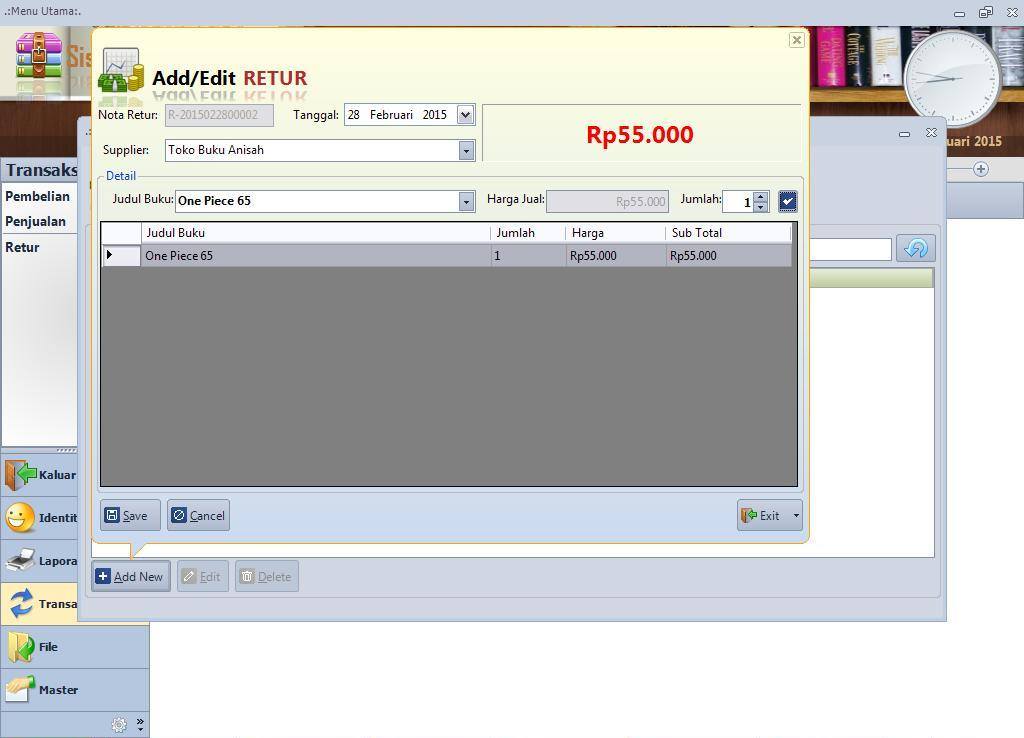 .:Menu Utama:.
Sis
Add/Edit RETUR
Nota Retur: R-2015022800002 Tanggal: 28 Februari 2015
Rp55.000
uari 2015
Supplier: Toko Buku Anisah
Transaks
Pembelian
Penjualan
Retur
Detail
Judul Buku: One Piece 65 Harga Jual: Rp55.000 Jumlah: 1
Judul Buku Jumlah Harga Sub Total
One Piece 65 1 Rp55.000 Rp55.000
Save Cancel Exit
Add New Edit Delete
Kaluar
Identit
Lapora
Transa
File
Master